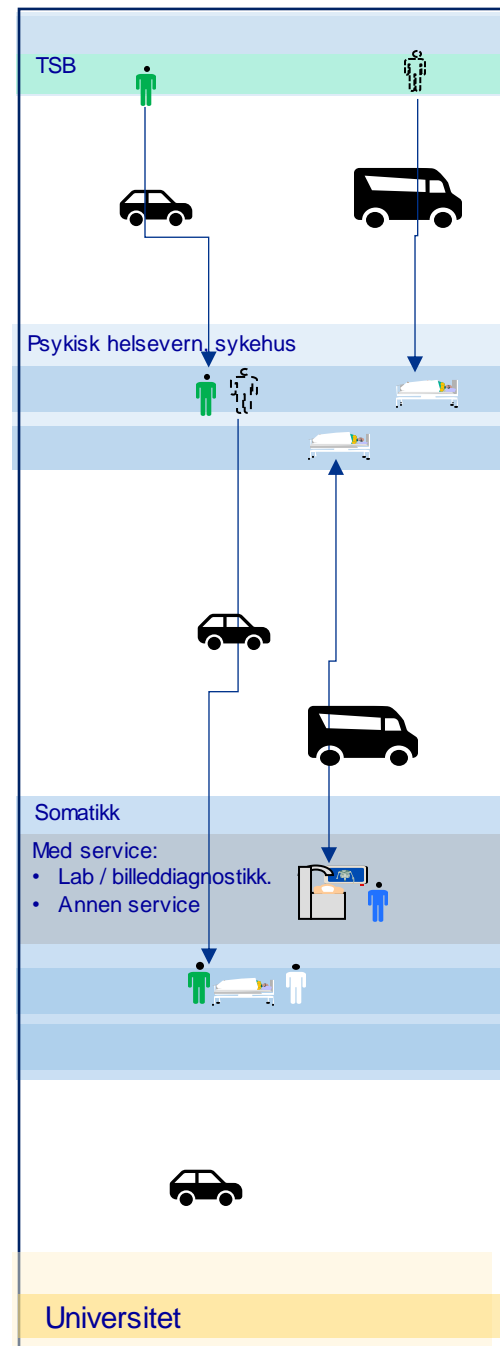 TSB
Psykisk helsevern, sykehus
Somatikk
Med service:
• Lab / billeddiagnostikk.
• Annen service
Universitet